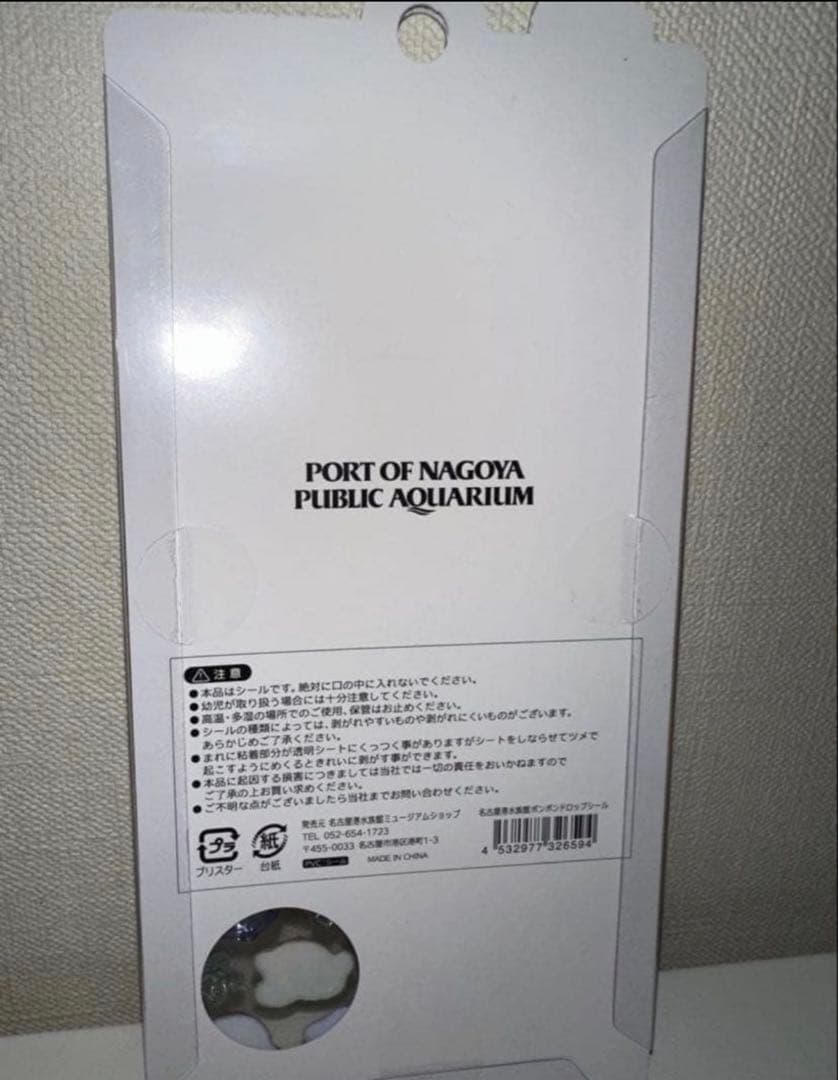 PORT OF NAGOYA
PUBLIC AQUARIUM
注意
●本品はシールです。絶対に口の中に入れないでください。
●幼児が取り扱う場合には十分注意してください。
●高温・多湿の場所でのご使用、保管はお止めください。
●シールの種類によっては、剥がれやすいものや剥がれにくいものがございます。
あらかじめご了承ください。
●まれに粘着部分が透明シートにくっつく事がありますがシートをしならせてツメで
起こすようにめくるときれいに剥がす事ができます。
●本品に起因する損害につきましては当社では一切の責任をおいかねますので
ご了承の上お買い求めください。
●ご不明な点がございましたら当社までお問い合わせください。
プラ
ブリスター
紙
台紙
発売元 名古屋港水族館ミュージアムショップ
TEL 052-654-1723
〒455-0033 名古屋市港区港町1-3
PVC:シール
MADE IN CHINA
名古屋港水族館ボンボンドロップシール
4 532977 326594